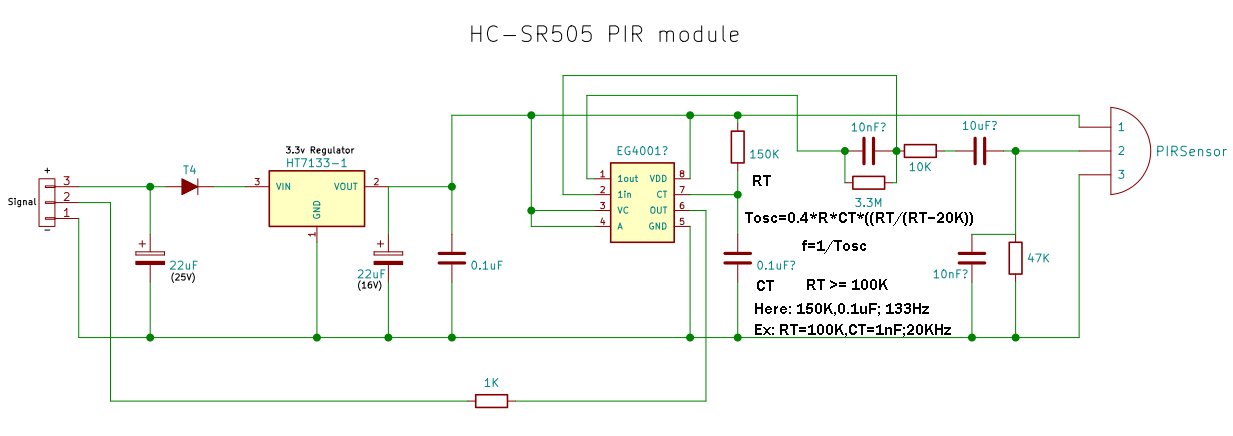 HC-SR505 PIR module
3.3v Regulator
HT7133-1
T4
VIN
VOUT
GND
3
2
1
+
3
2
1
-
Signal
+
22uF
(25V)
+
22uF
(16V)
0.1uF
EG4001?
1out
1in
VC
A
VDD
CT
OUT
GND
1
2
3
4
8
7
6
5
150K
RT
10nF?
3.3M
10K
10uF?
1
2
3
PIRSensor
Tosc=0.4*R*CT*((RT/(RT-20K))
f=1/Tosc
0.1uF?
CT
RT >= 100K
Here: 150K,0.1uF; 133Hz
Ex: RT=100K,CT=1nF;20KHz
10nF?
47K
1K